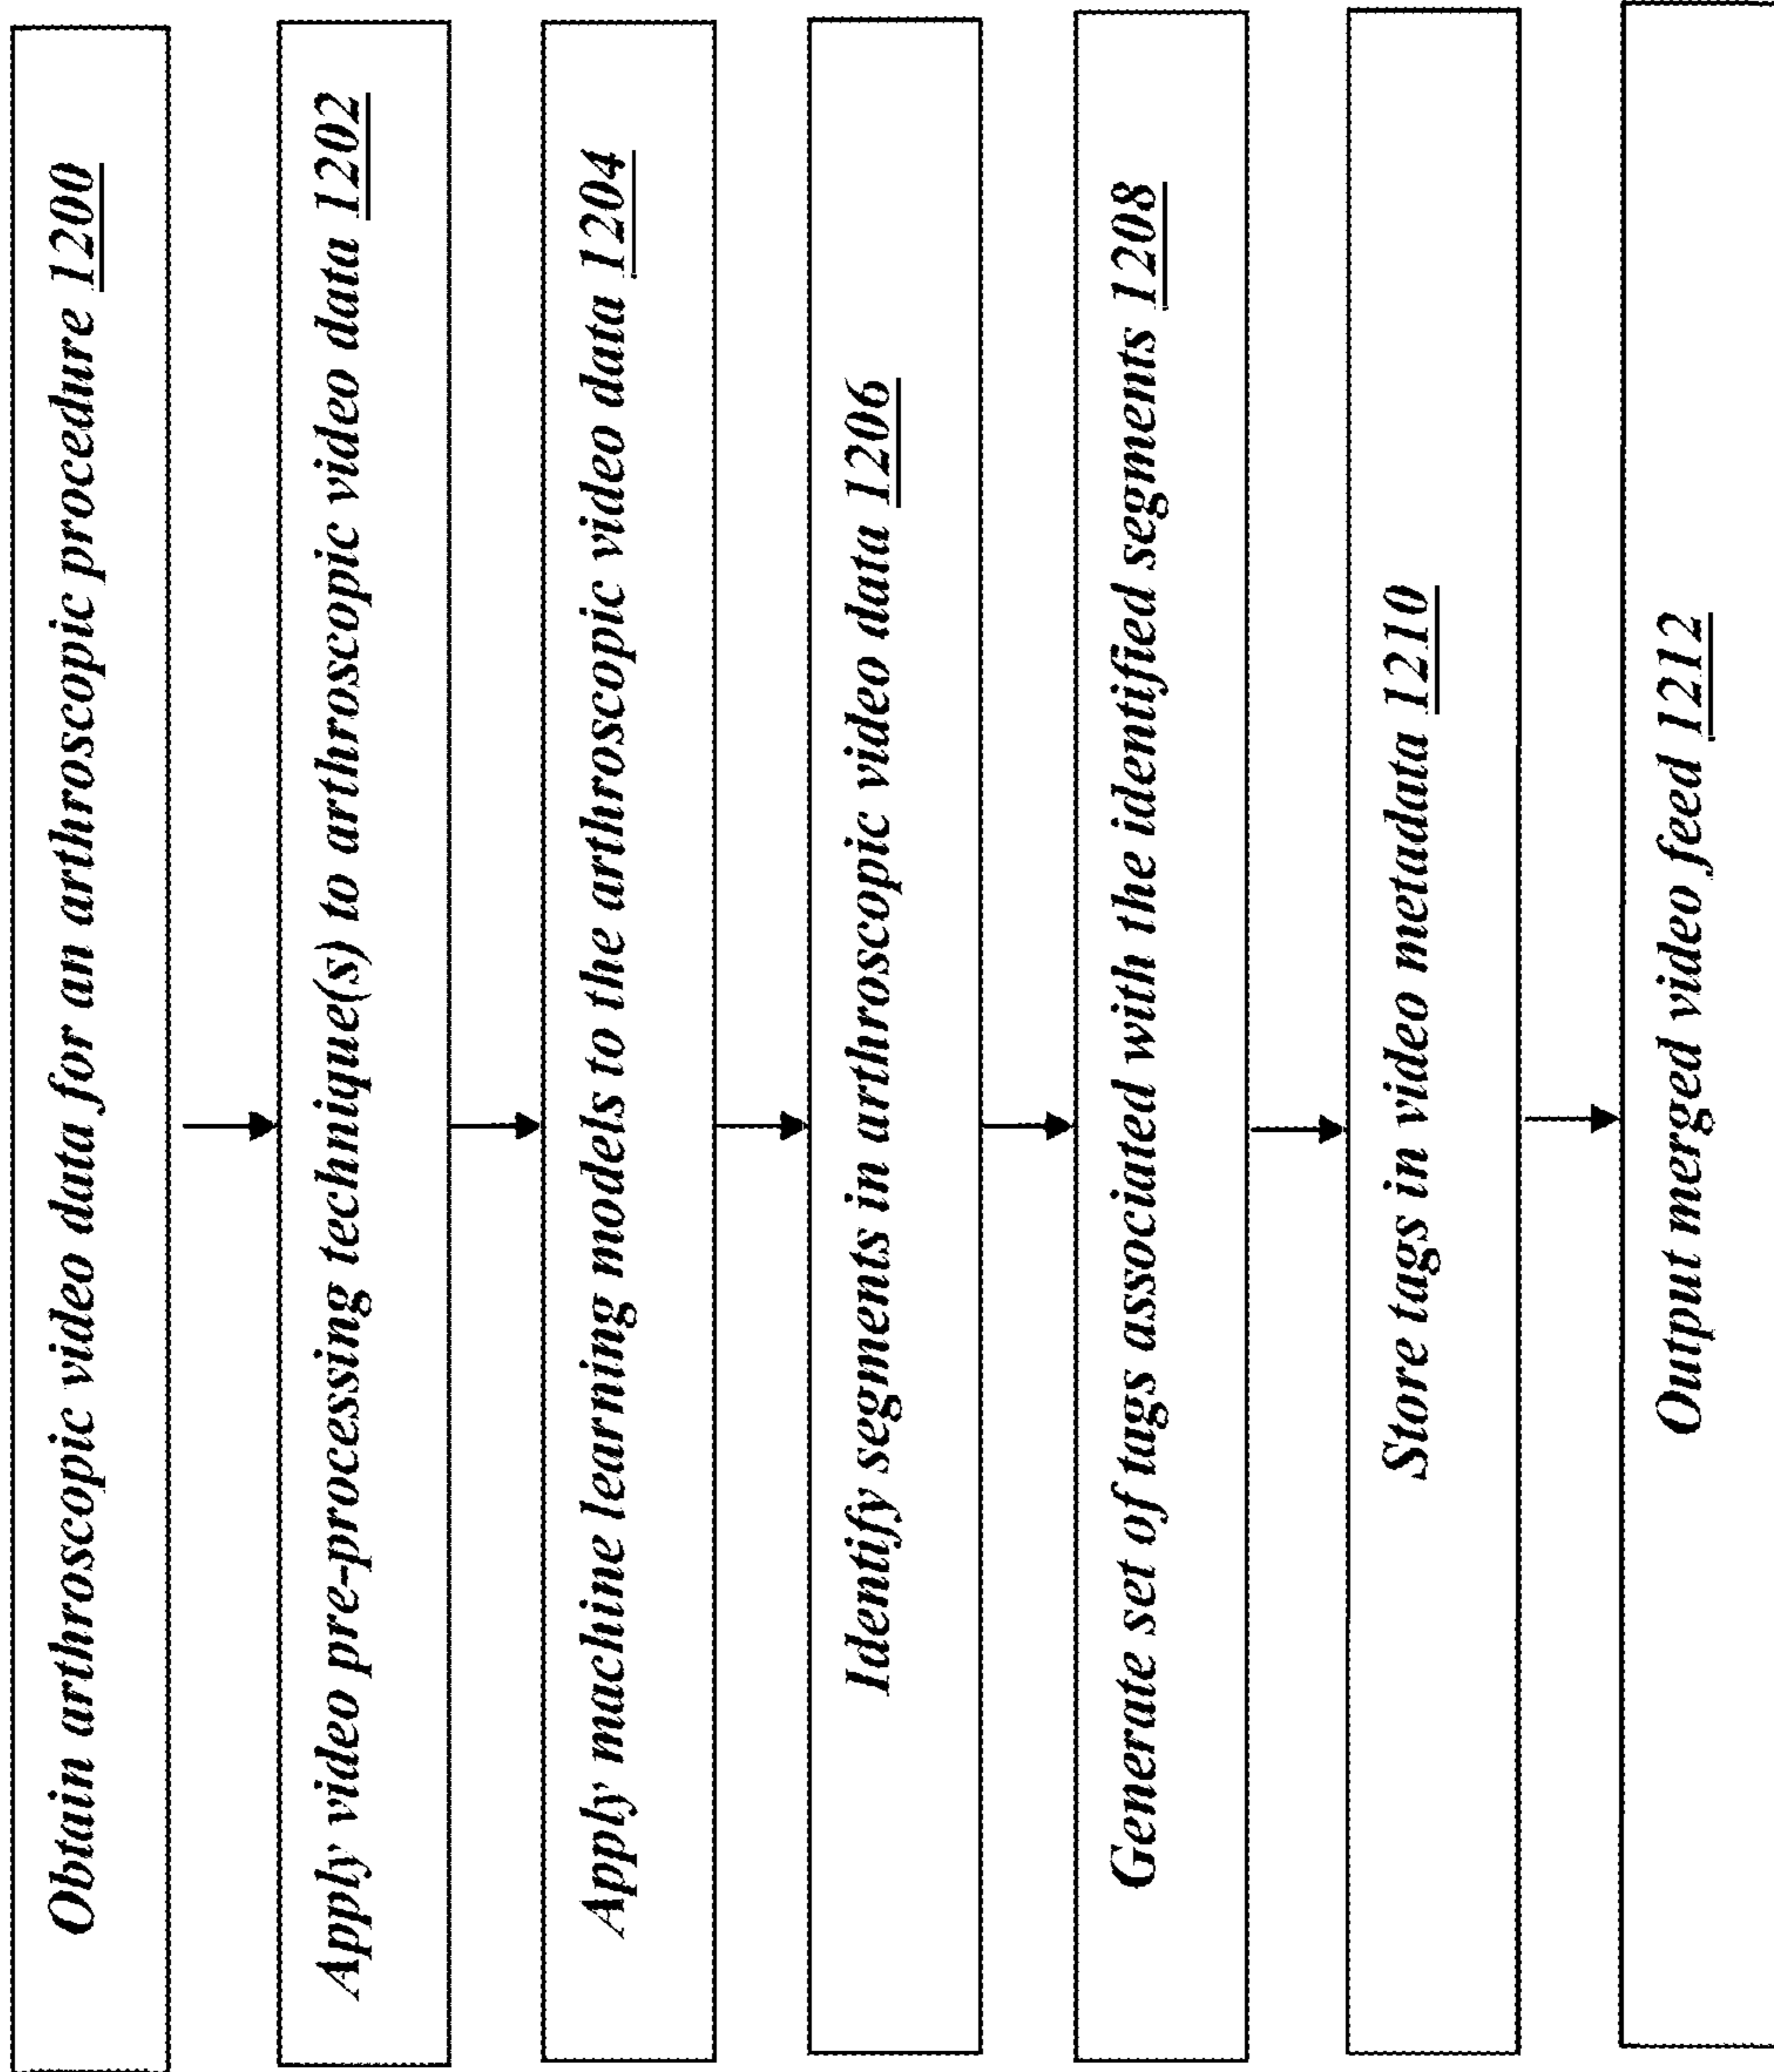 Obtain arthroscopic video data for an arthroscopic procedure 1200
Apply video pre-processing technique(s) to arthroscopic video data 1202
Apply machine learning models to the arthroscopic video data 1204
Identify segments in arthroscopic video data 1206
Generate set of tags associated with the identified segments 1208
Store tags in video metadata 1210
Output merged video feed 1212